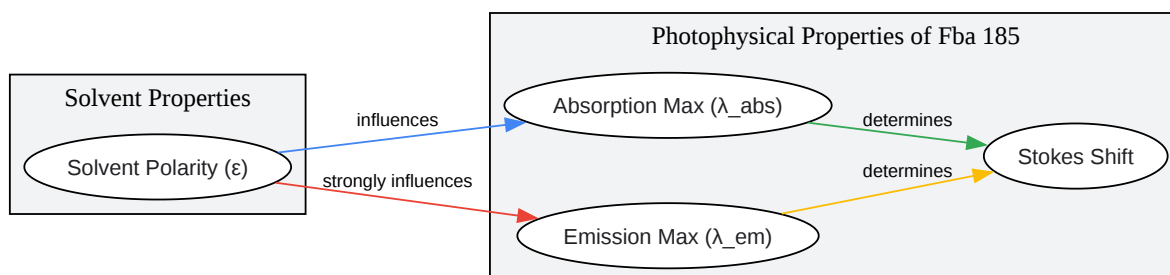 Photophysical Properties of Fba 185
Solvent Properties
Solvent Polarity (ε)
influences
strongly influences
Absorption Max (λ_abs)
Emission Max (λ_em)
determines
determines
Stokes Shift